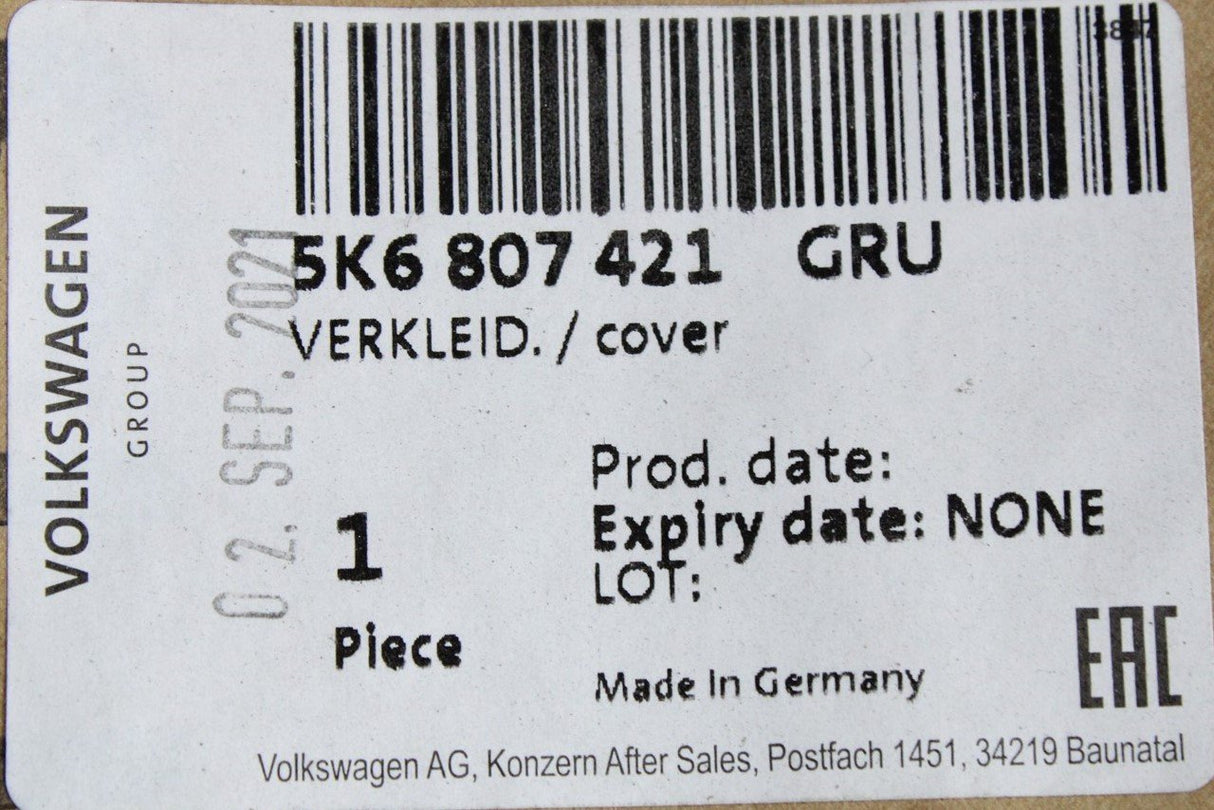 5K6 807 421 GRU
VERKLEID. / cover
VOLKSWAGEN
GROUP
02. SEP. 2021
1
Piece
Prod. date:
Expiry date: NONE
LOT:
Made In Germany
EAC
Volkswagen AG, Konzern After Sales, Postfach 1451, 34219 Baunatal